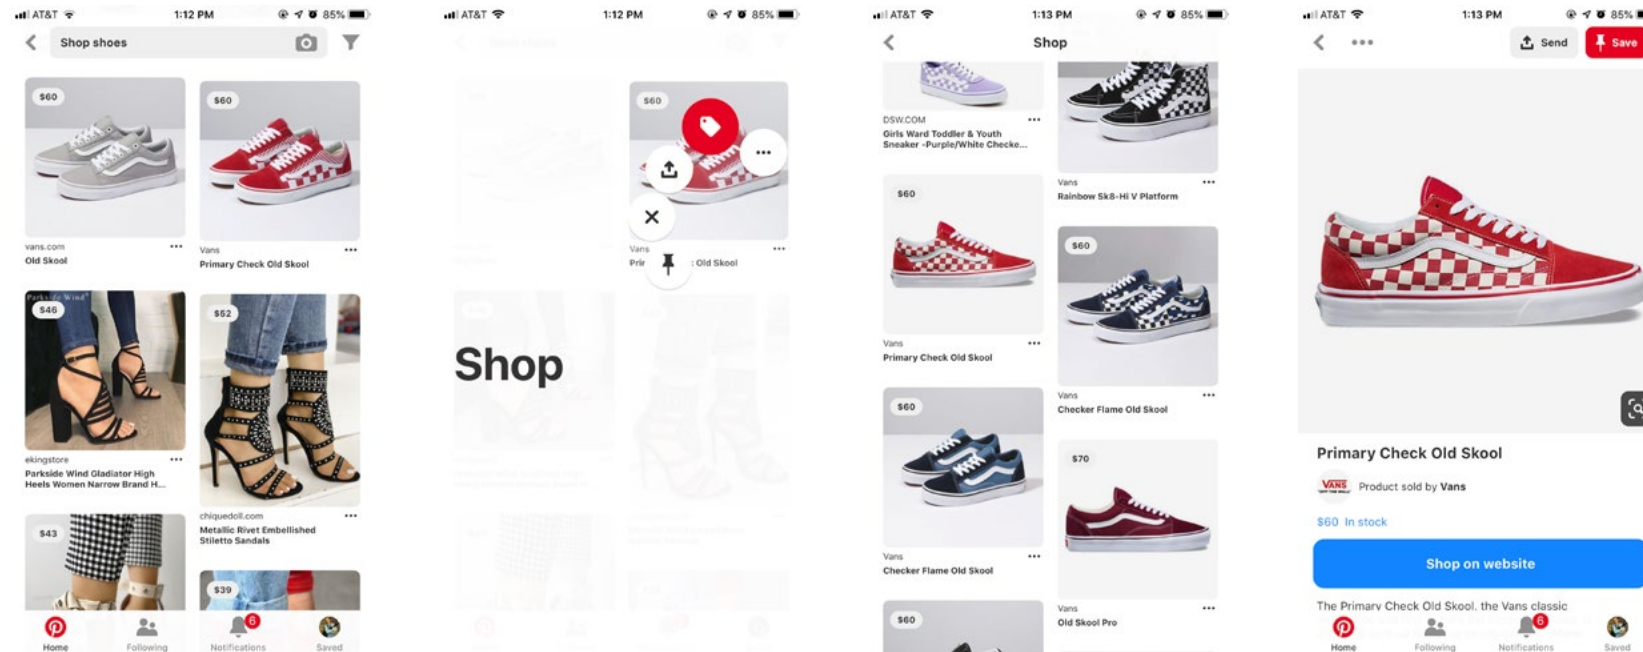 AT&T 1:12 PM 85%
Shop shoes
$60
vans.com
Old Skool
$60
Vans
Primary Check Old Skool
Parkside Wind
$46
ekingstore
Parkside Wind Gladiator High
Heels Women Narrow Brand H...
$52
chiquedoll.com
Metallic Rivet Embellished
Stiletto Sandals
$43
$39
6
Home Following Notifications Saved
AT&T 1:12 PM 85%
$60
Vans
Old Skool
Shop
AT&T 1:13 PM 85%
Shop
DSW.COM
Girls Ward Toddler & Youth
Sneaker -Purple/White Checke...
Vans
Rainbow Sk8-Hi V Platform
$60
Vans
Primary Check Old Skool
$60
Vans
Checker Flame Old Skool
$60
Vans
Checker Flame Old Skool
$70
Vans
Old Skool Pro
$60
AT&T 1:13 PM 85%
Send
Save
Primary Check Old Skool
VANS
"OFF THE WALL"
Product sold by Vans
$60 In stock
Shop on website
The Primary Check Old Skool, the Vans classic
6
Home Following Notifications Saved